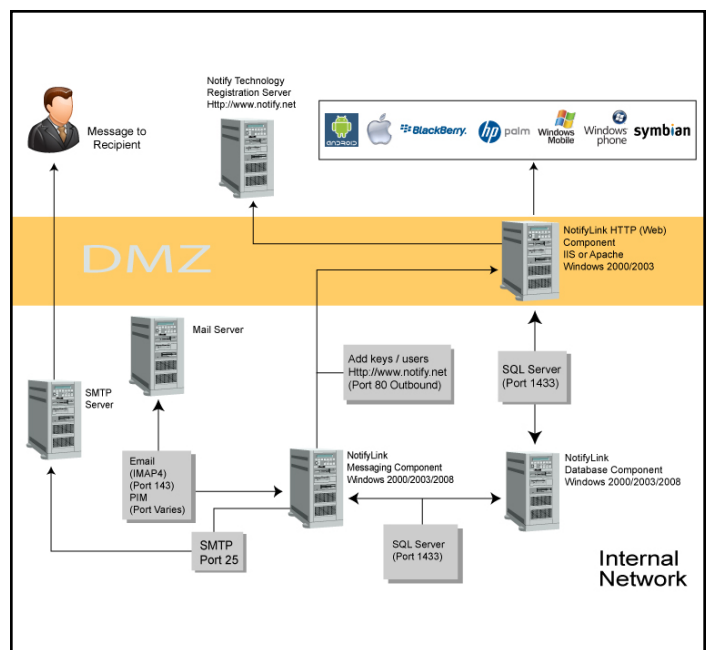 Notify Technology
Registration Server
Http://www.notify.net
Message to
Recipient
android
BlackBerry.
hp palm
Windows
Mobile
Windows
phone
symbian
DMZ
NotifyLink HTTP (Web)
Component
IIS or Apache
Windows 2000/2003
Mail Server
SMTP
Server
Add keys / users
Http://www.notify.net
(Port 80 Outbound)
SQL Server
(Port 1433)
Email
(IMAP4)
(Port 143)
PIM
(Port Varies)
NotifyLink
Messaging Component
Windows 2000/2003/2008
NotifyLink
Database Component
Windows 2000/2003/2008
SMTP
Port 25
SQL Server
(Port 1433)
Internal
Network